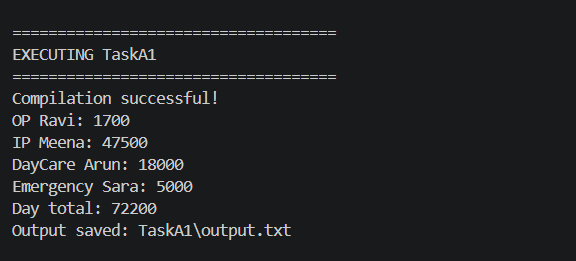 ====================================
EXECUTING TaskA1
====================================
Compilation successful!
OP Ravi: 1700
IP Meena: 47500
DayCare Arun: 18000
Emergency Sara: 5000
Day total: 72200
Output saved: TaskA1\output.txt